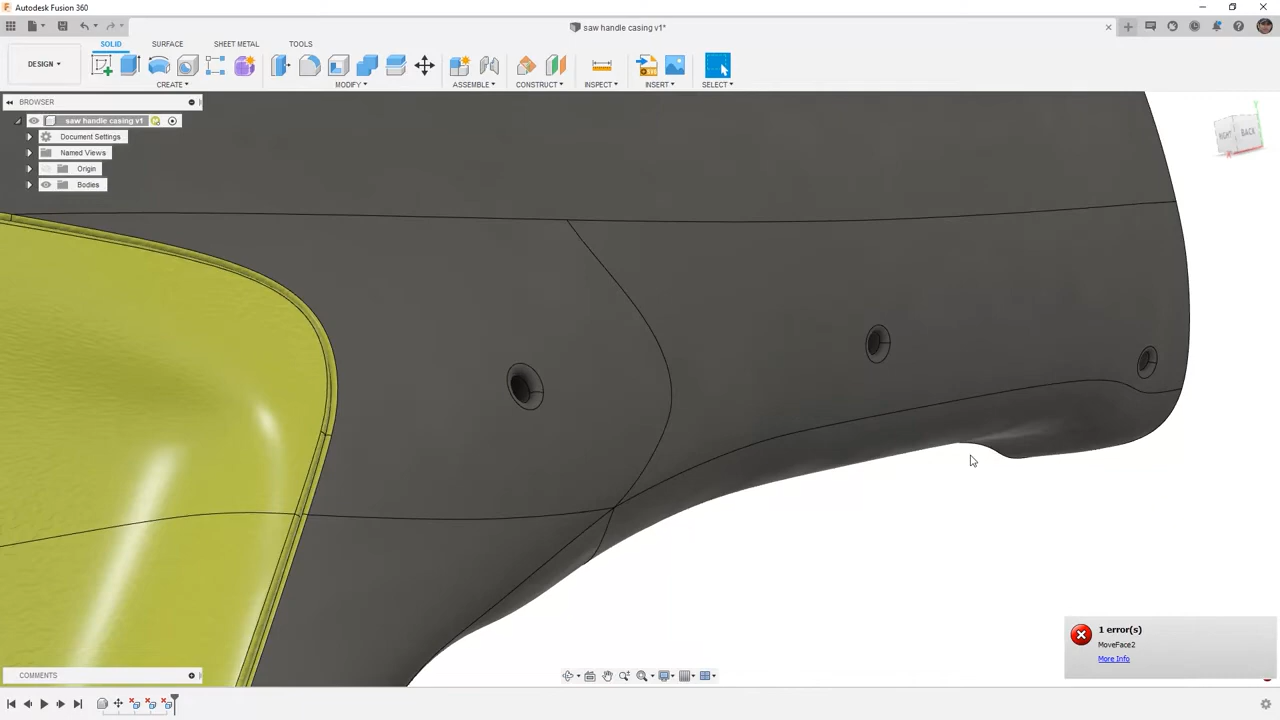 Autodesk Fusion 360
saw handle casing v1*
DESIGN
SOLID
SURFACE
SHEET METAL
TOOLS
CREATE
MODIFY
ASSEMBLE
CONSTRUCT
INSPECT
INSERT
SELECT
BROWSER
saw handle casing v1
Document Settings
Named Views
Origin
Bodies
RIGHT
BACK
1 error(s)
MoveFace2
More Info
COMMENTS